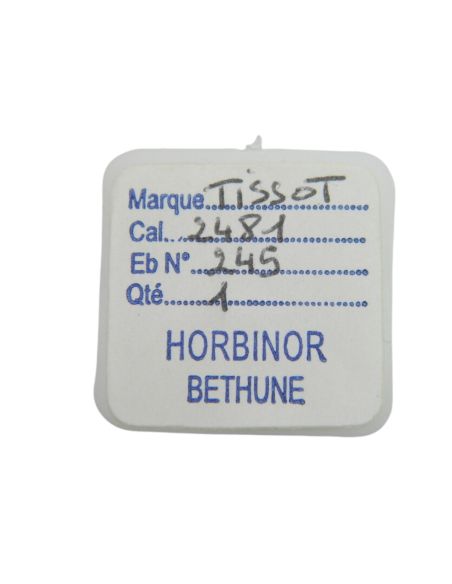 Marque TISSOT
Cal. 2481
Eb N° 245
Qté 1
HORBINOR
BETHUNE